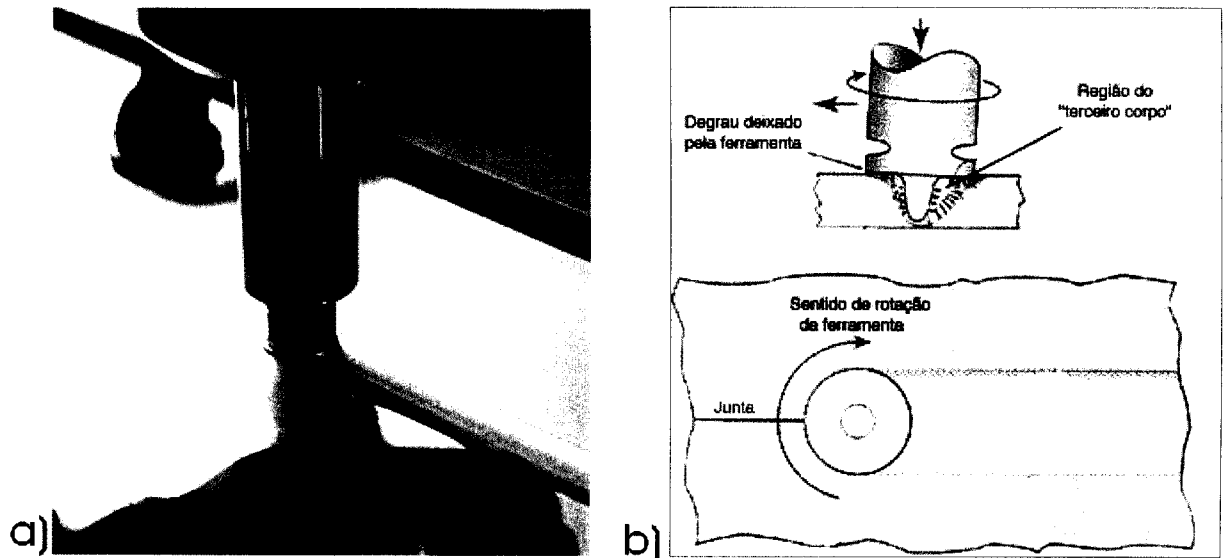 a)
b)
Degrau deixado
pela ferramenta
Região do
"terceiro corpo"
Sentido de rotação
da ferramenta
Junta